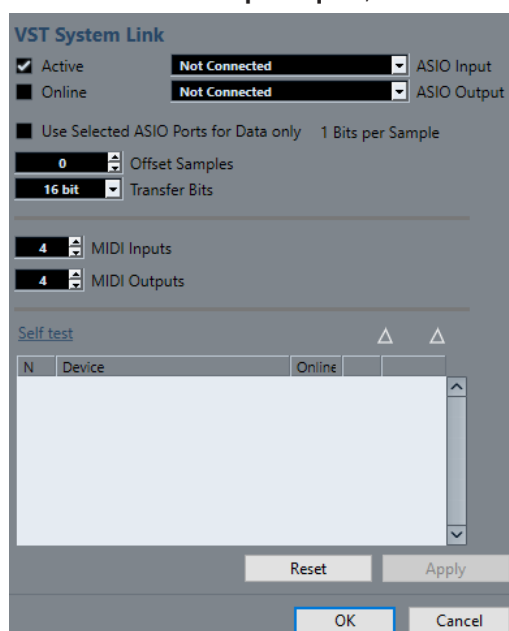 VST System Link
Active Not Connected ASIO Input
Online Not Connected ASIO Output
Use Selected ASIO Ports for Data only 1 Bits per Sample
0 Offset Samples
16 bit Transfer Bits
4 MIDI Inputs
4 MIDI Outputs
Self test
N Device Online
Reset Apply
OK Cancel